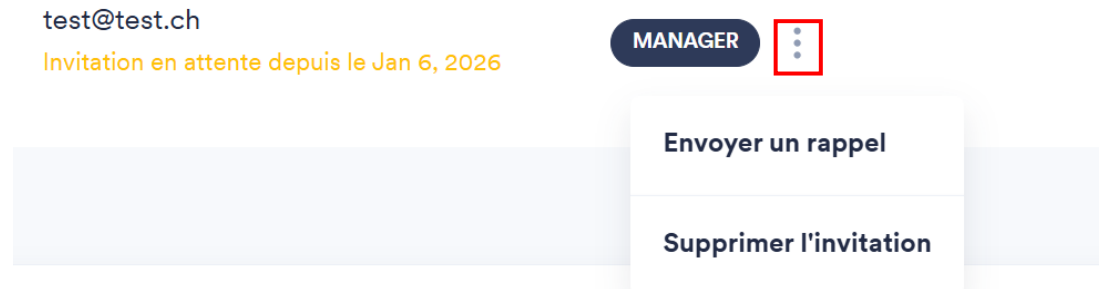 test@test.ch
Invitation en attente depuis le Jan 6, 2026
MANAGER
Envoyer un rappel
Supprimer l'invitation